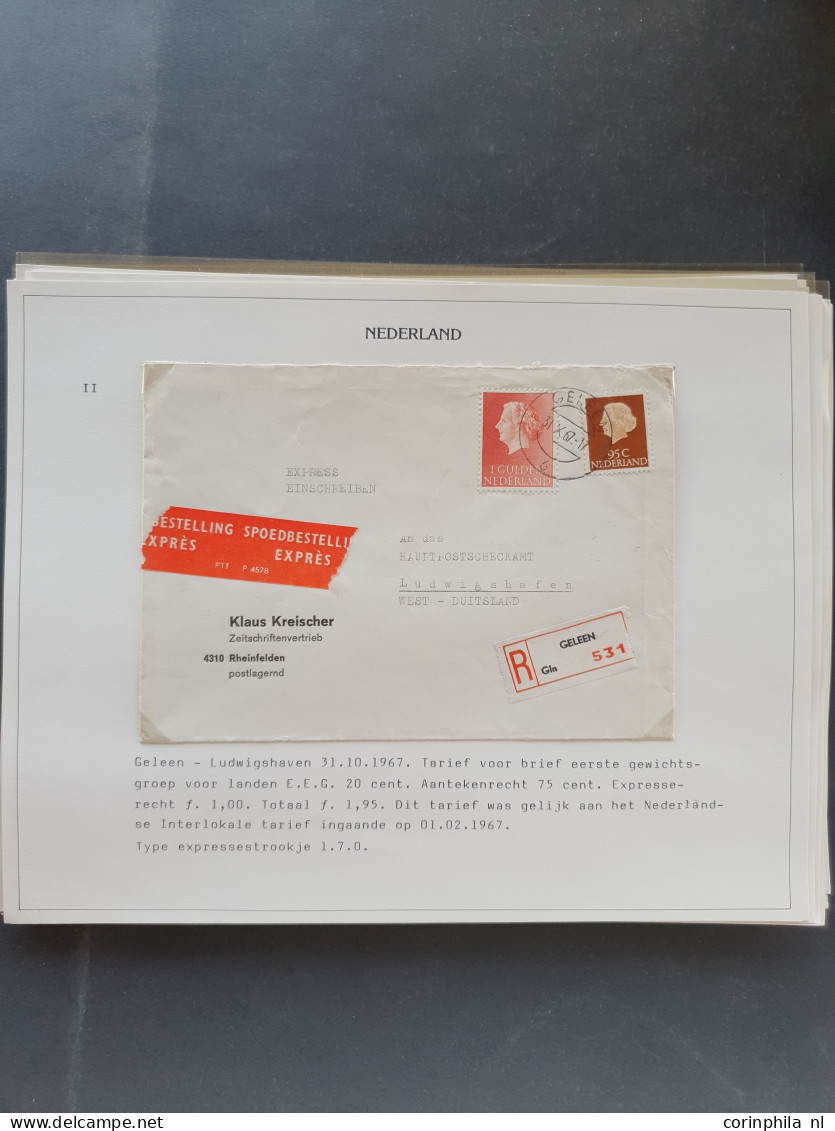 NEDERLAND
II
GELEEN
31.X.67.-17
1 GULDEN
NEDERLAND
95 C
NEDERLAND
EXPRESS
EINSCHREIBEN
BESTELLING SPOEDBESTELLI
EXPRÈS EXPRÈS
PTT P 4578
An das
HAUPTPOSTSCHECKAMT
Ludwigshafen
WEST - DUITSLAND
Klaus Kreischer
Zeitschriftenvertrieb
4310 Rheinfelden
postlagernd
R
GELEEN
Gln 531
Geleen - Ludwigshaven 31.10.1967. Tarief voor brief eerste gewichts-
groep voor landen E.E.G. 20 cent. Aantekenrecht 75 cent. Expresse-
recht f. 1,00. Totaal f. 1,95. Dit tarief was gelijk aan het Nederland-
se Interlokale tarief ingaande op 01.02.1967.
Type expressestrookje 1.7.0.
www.delcampe.net
corinphila nl